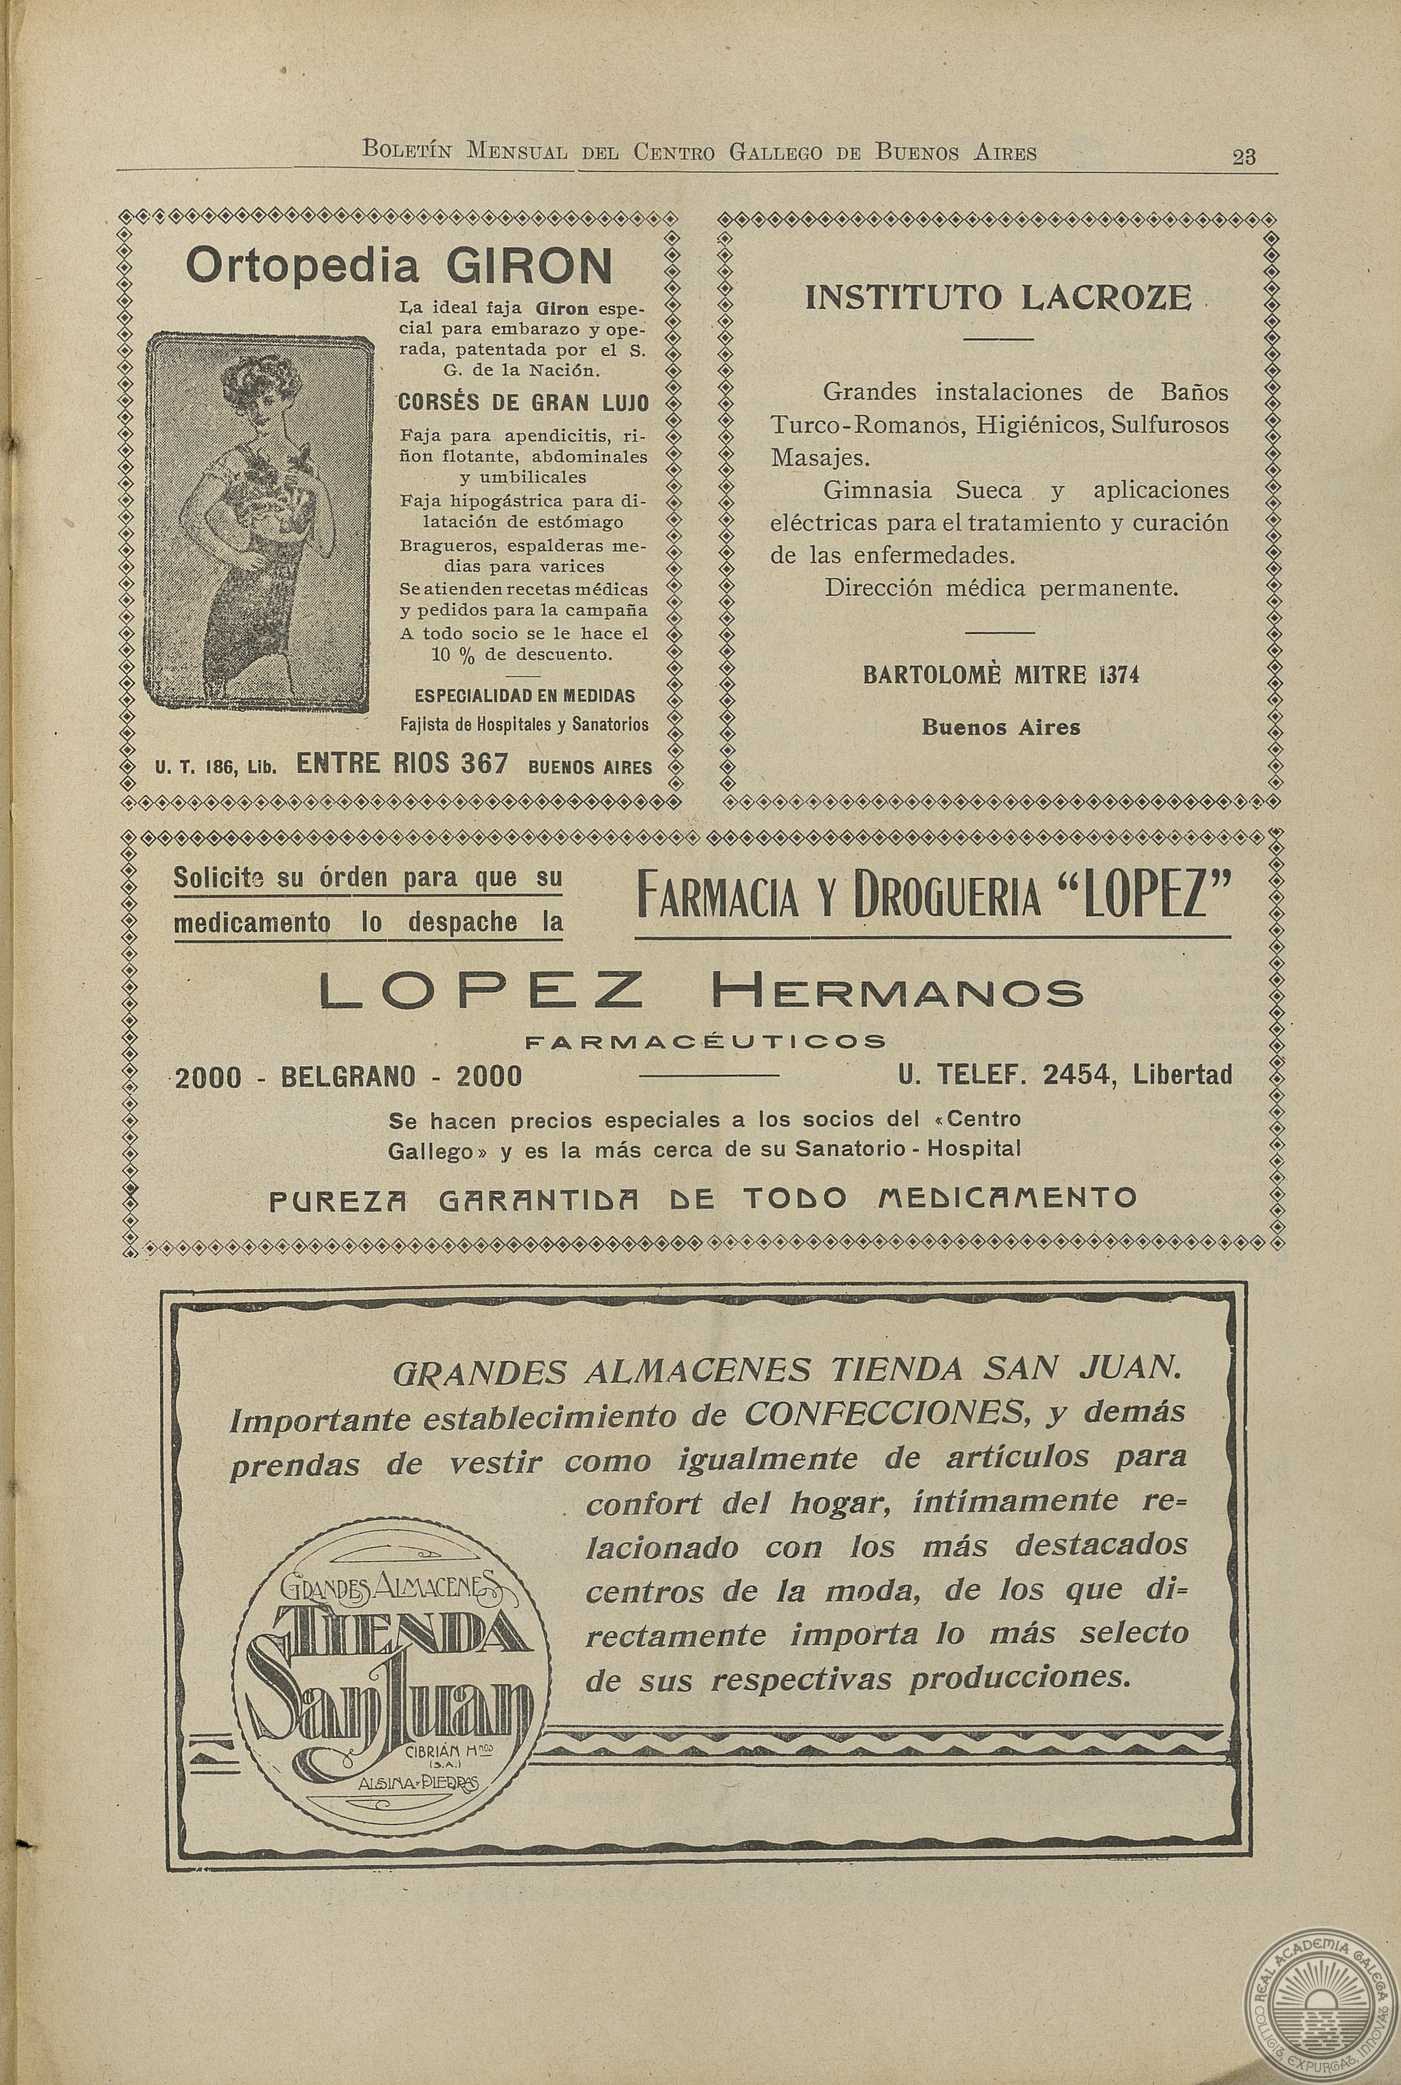 Boletín Mensual del Centro Gallego de Buenos Aires 23
Ortopedia GIRON
La ideal faja Giron espe-
cial para embarazo y ope-
rada, patentada por el S.
G. de la Nación.
CORSÉS DE GRAN LUJO
Faja para apendicitis, ri-
ñon flotante, abdominales
y umbilicales
Faja hipogástrica para di-
latación de estómago
Bragueros, espalderas me-
dias para varices
Se atienden recetas médicas
y pedidos para la campaña
A todo socio se le hace el
10 % de descuento.
ESPECIALIDAD EN MEDIDAS
Fajista de Hospitales y Sanatorios
U. T. 186, Lib. ENTRE RIOS 367 BUENOS AIRES
INSTITUTO LACROZE
Grandes instalaciones de Baños
Turco-Romanos, Higiénicos, Sulfurosos
Masajes.
Gimnasia Sueca y aplicaciones
eléctricas para el tratamiento y curación
de las enfermedades.
Dirección médica permanente.
BARTOLOMÈ MITRE 1374
Buenos Aires
Solicite su órden para que su
medicamento lo despache la
FARMACIA Y DROGUERIA “LOPEZ”
LOPEZ HERMANOS
FARMACÉUTICOS
2000 - BELGRANO - 2000
U. TELEF. 2454, Libertad
Se hacen precios especiales a los socios del «Centro
Gallego» y es la más cerca de su Sanatorio - Hospital
PUREZA GARANTIDA DE TODO MEDICAMENTO
GRANDES ALMACENES TIENDA SAN JUAN.
Importante establecimiento de CONFECCIONES, y demás
prendas de vestir como igualmente de artículos para
confort del hogar, íntimamente re=
lacionado con los más destacados
centros de la moda, de los que di=
rectamente importa lo más selecto
de sus respectivas producciones.
GRANDES ALMACENES
TIENDA
San Juan
CIBRIÁN Hnos
(S.A.)
ALSINA-PIEDRAS
REAL ACADEMIA GALEGA
COLLIGIT, EXPURGAT, INNOVAT